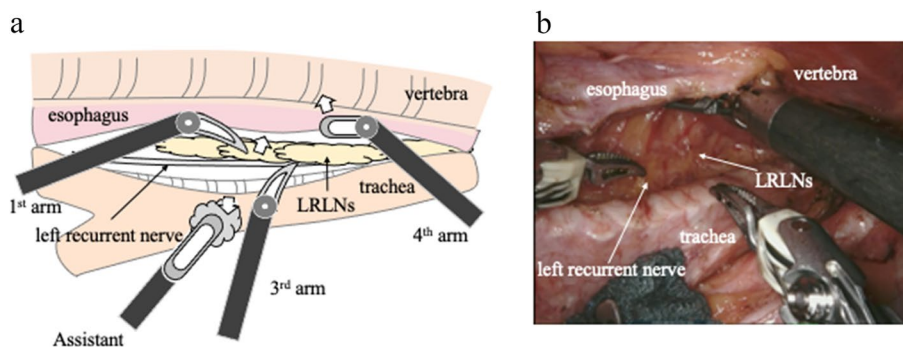 a
esophagus
vertebra
1st arm
left recurrent nerve
LRLNs
trachea
4th arm
3rd arm
Assistant
b
esophagus
vertebra
LRLNs
trachea
left recurrent nerve